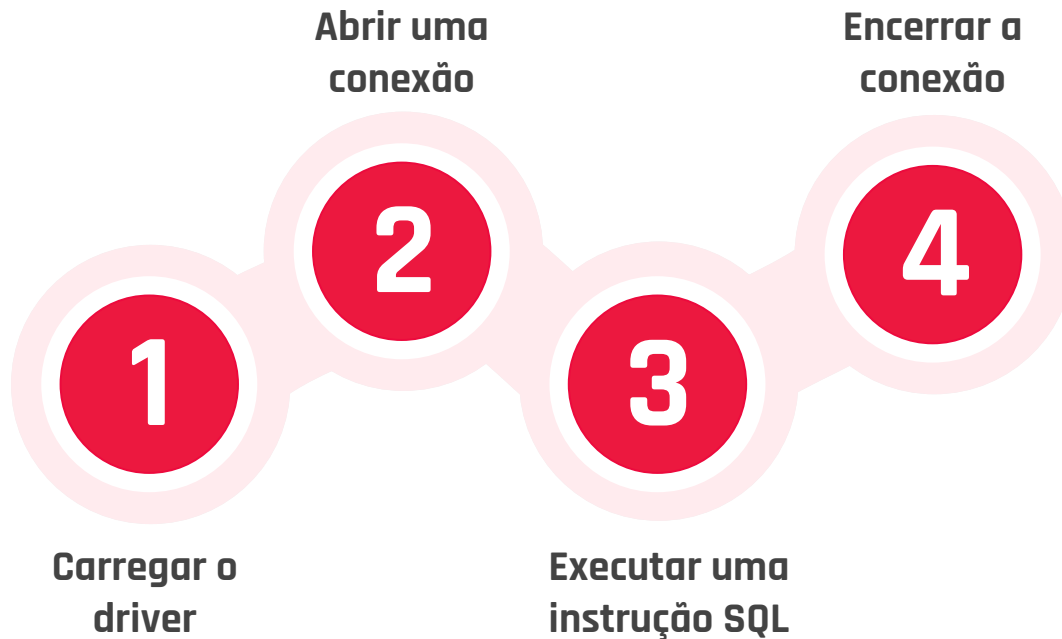 1
Carregar o
driver
2
Abrir uma
conexão
3
Executar uma
instrução SQL
4
Encerrar a
conexão